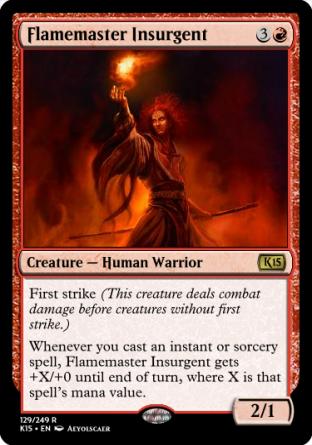 Flamemaster Insurgent 3
K15
Creature — Human Warrior
First strike (This creature deals combat
damage before creatures without first
strike.)
Whenever you cast an instant or sorcery
spell, Flamemaster Insurgent gets
+X/+0 until end of turn, where X is that
spell's mana value.
2/1
129/249 R
K15 • EN Aeyolscaer